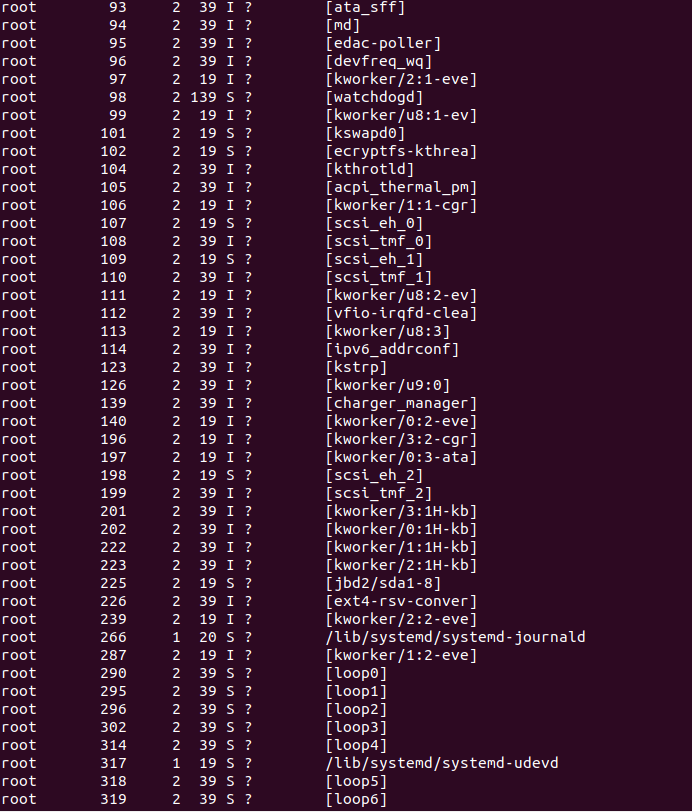 root 93 2 39 I ? [ata_sff]
root 94 2 39 I ? [md]
root 95 2 39 I ? [edac-poller]
root 96 2 39 I ? [devfreq_wq]
root 97 2 19 I ? [kworker/2:1-eve]
root 98 2 139 S ? [watchdogd]
root 99 2 19 I ? [kworker/u8:1-ev]
root 101 2 19 S ? [kswapd0]
root 102 2 19 S ? [ecryptfs-kthrea]
root 104 2 39 I ? [kthrotld]
root 105 2 39 I ? [acpi_thermal_pm]
root 106 2 19 I ? [kworker/1:1-cgr]
root 107 2 19 S ? [scsi_eh_0]
root 108 2 39 I ? [scsi_tmf_0]
root 109 2 19 S ? [scsi_eh_1]
root 110 2 39 I ? [scsi_tmf_1]
root 111 2 19 I ? [kworker/u8:2-ev]
root 112 2 39 I ? [vfio-irqfd-clea]
root 113 2 19 I ? [kworker/u8:3]
root 114 2 39 I ? [ipv6_addrconf]
root 123 2 39 I ? [kstrp]
root 126 2 39 I ? [kworker/u9:0]
root 139 2 39 I ? [charger_manager]
root 140 2 19 I ? [kworker/0:2-eve]
root 196 2 19 I ? [kworker/3:2-cgr]
root 197 2 19 I ? [kworker/0:3-ata]
root 198 2 19 S ? [scsi_eh_2]
root 199 2 39 I ? [scsi_tmf_2]
root 201 2 39 I ? [kworker/3:1H-kb]
root 202 2 39 I ? [kworker/0:1H-kb]
root 222 2 39 I ? [kworker/1:1H-kb]
root 223 2 39 I ? [kworker/2:1H-kb]
root 225 2 19 S ? [jbd2/sda1-8]
root 226 2 39 I ? [ext4-rsv-conver]
root 239 2 19 I ? [kworker/2:2-eve]
root 266 1 20 S ? /lib/systemd/systemd-journald
root 287 2 19 I ? [kworker/1:2-eve]
root 290 2 39 S ? [loop0]
root 295 2 39 S ? [loop1]
root 296 2 39 S ? [loop2]
root 302 2 39 S ? [loop3]
root 314 2 39 S ? [loop4]
root 317 1 19 S ? /lib/systemd/systemd-udevd
root 318 2 39 S ? [loop5]
root 319 2 39 S ? [loop6]